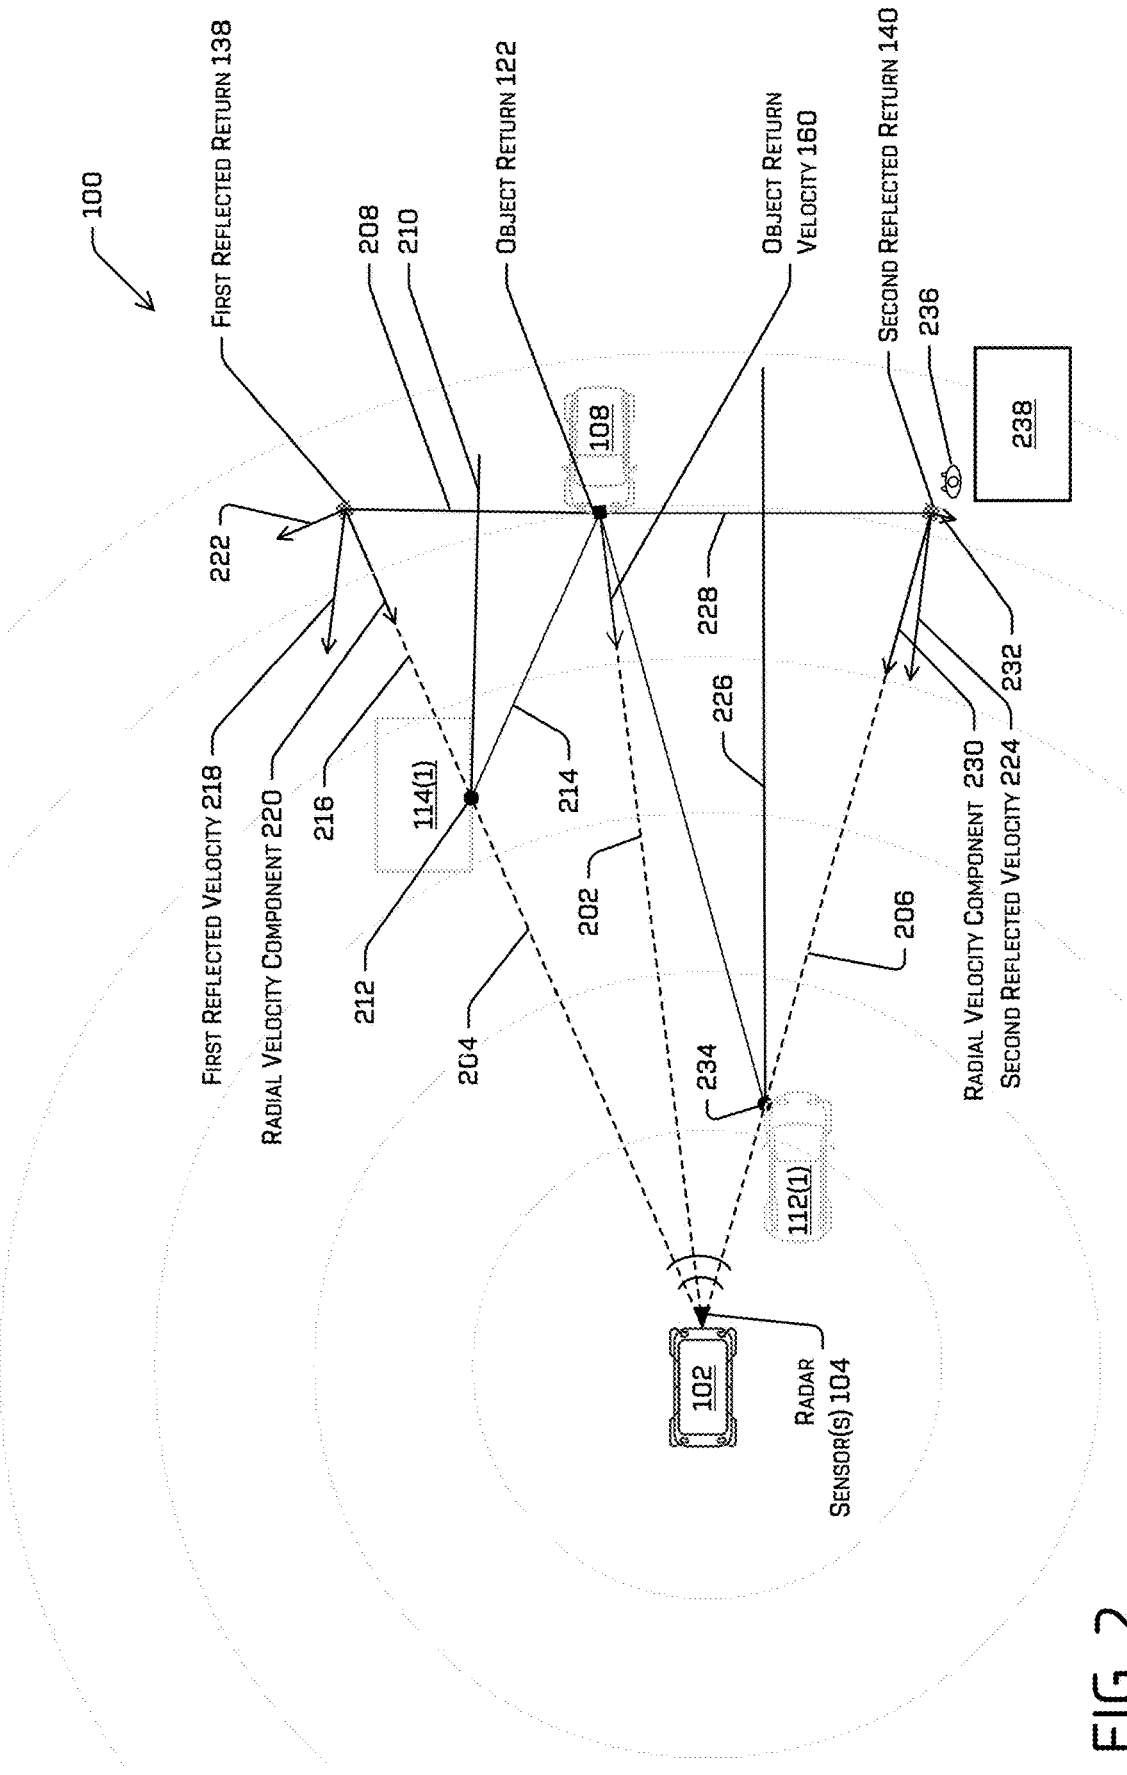 100
FIRST REFLECTED RETURN 138
208
210
OBJECT RETURN 122
OBJECT RETURN
VELOCITY 160
SECOND REFLECTED RETURN 140
236
238
108
222
228
232
226
114(1)
214
216
FIRST REFLECTED VELOCITY 218
RADIAL VELOCITY COMPONENT 220
202
206
212
204
RADIAL VELOCITY COMPONENT 230
SECOND REFLECTED VELOCITY 224
234
112(1)
102
RADAR
SENSOR(S) 104
FIG. 2